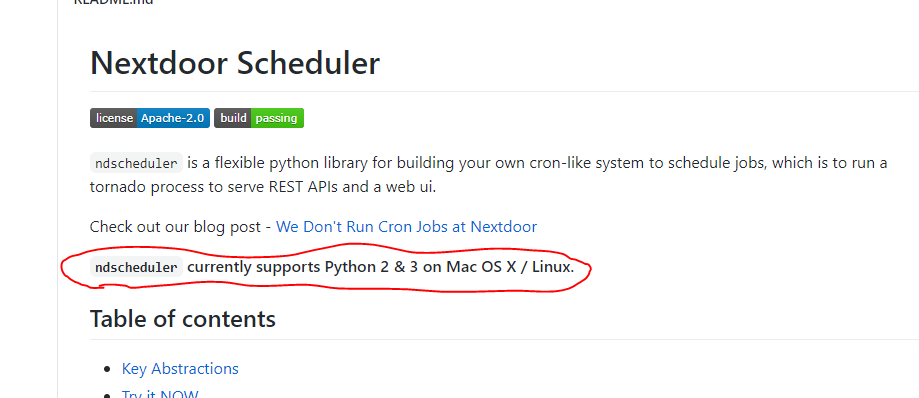 README.md
Nextdoor Scheduler
license Apache-2.0 build passing
ndscheduler is a flexible python library for building your own cron-like system to schedule jobs, which is to run a
tornado process to serve REST APIs and a web ui.
Check out our blog post - We Don't Run Cron Jobs at Nextdoor
ndscheduler currently supports Python 2 & 3 on Mac OS X / Linux.
Table of contents
Key Abstractions
Try it NOW